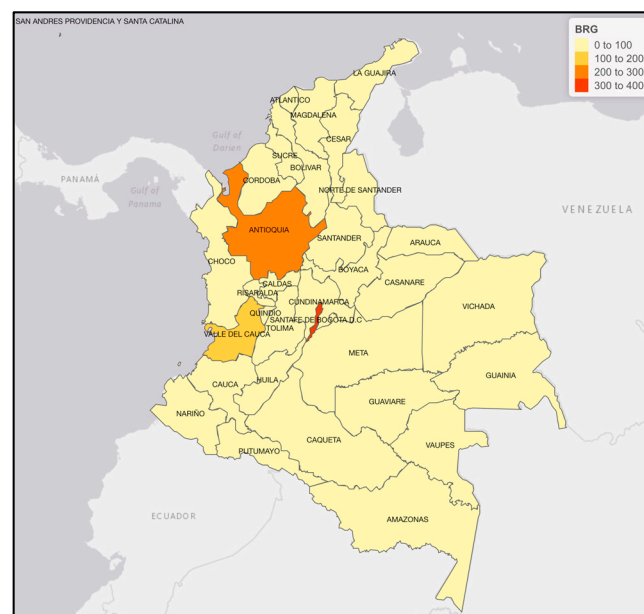 SAN ANDRES PROVIDENCIA Y SANTA CATALINA
BRG
0 to 100
100 to 200
200 to 300
300 to 400
LA GUAJIRA
ATLANTICO
MAGDALENA
CESAR
Gulf of
Darien
SUCRE
BOLIVAR
CORDOBA
NORTE DE SANTANDER
PANAMÁ
Gulf of
Panama
VENEZUELA
ANTIOQUIA
SANTANDER
ARAUCA
CHOCO
BOYACA
CASANARE
CALDAS
RISARALDA
CUNDINAMARCA
VICHADA
QUINDIO
SANTAFE DE BOGOTA D.C
TOLIMA
VALLE DEL CAUCA
META
GUAINIA
HUILA
CAUCA
GUAVIARE
NARIÑO
CAQUETA
VAUPES
PUTUMAYO
ECUADOR
AMAZONAS